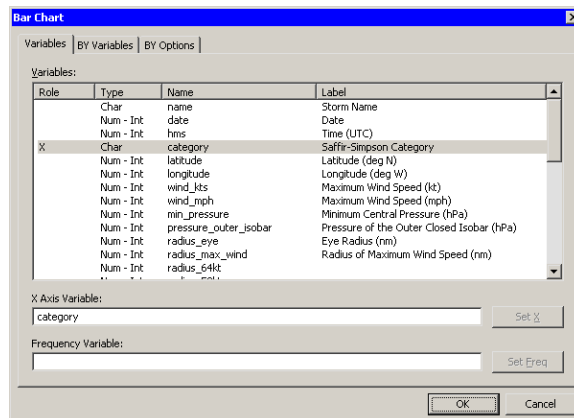 Bar Chart
Variables BY Variables BY Options
Variables:
Role Type Name Label
Char name Storm Name
Num - Int date Date
Num - Int hms Time (UTC)
X Char category Saffir-Simpson Category
Num - Int latitude Latitude (deg N)
Num - Int longitude Longitude (deg W)
Num - Int wind_kts Maximum Wind Speed (kt)
Num - Int wind_mph Maximum Wind Speed (mph)
Num - Int min_pressure Minimum Central Pressure (hPa)
Num - Int pressure_outer_isobar Pressure of the Outer Closed Isobar (hPa)
Num - Int radius_eye Eye Radius (nm)
Num - Int radius_max_wind Radius of Maximum Wind Speed (nm)
Num - Int radius_64kt
X Axis Variable:
category Set X
Frequency Variable:
Set Freq
OK Cancel